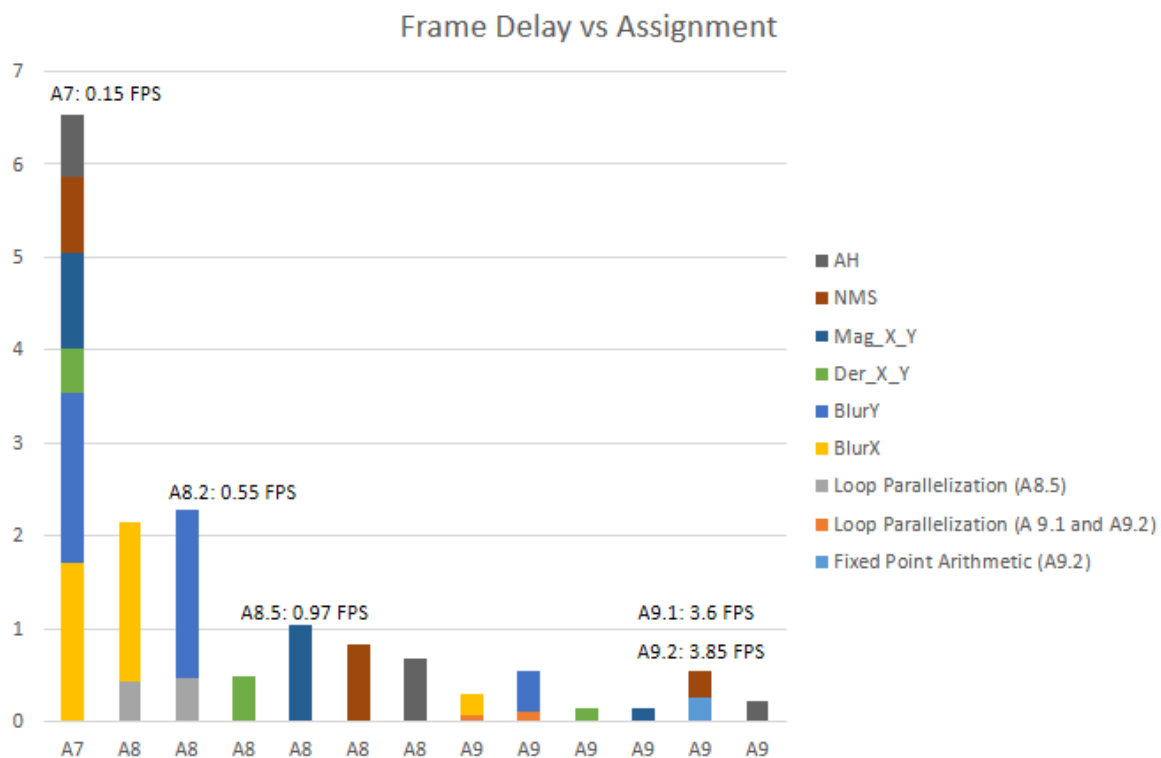 Frame Delay vs Assignment
7
6
5
4
3
2
1
0
A7: 0.15 FPS
A8.2: 0.55 FPS
A8.5: 0.97 FPS
A9.1: 3.6 FPS
A9.2: 3.85 FPS
A7 A8 A8 A8 A8 A8 A8 A9 A9 A9 A9 A9 A9
AH
NMS
Mag_X_Y
Der_X_Y
BlurY
BlurX
Loop Parallelization (A8.5)
Loop Parallelization (A 9.1 and A9.2)
Fixed Point Arithmetic (A9.2)